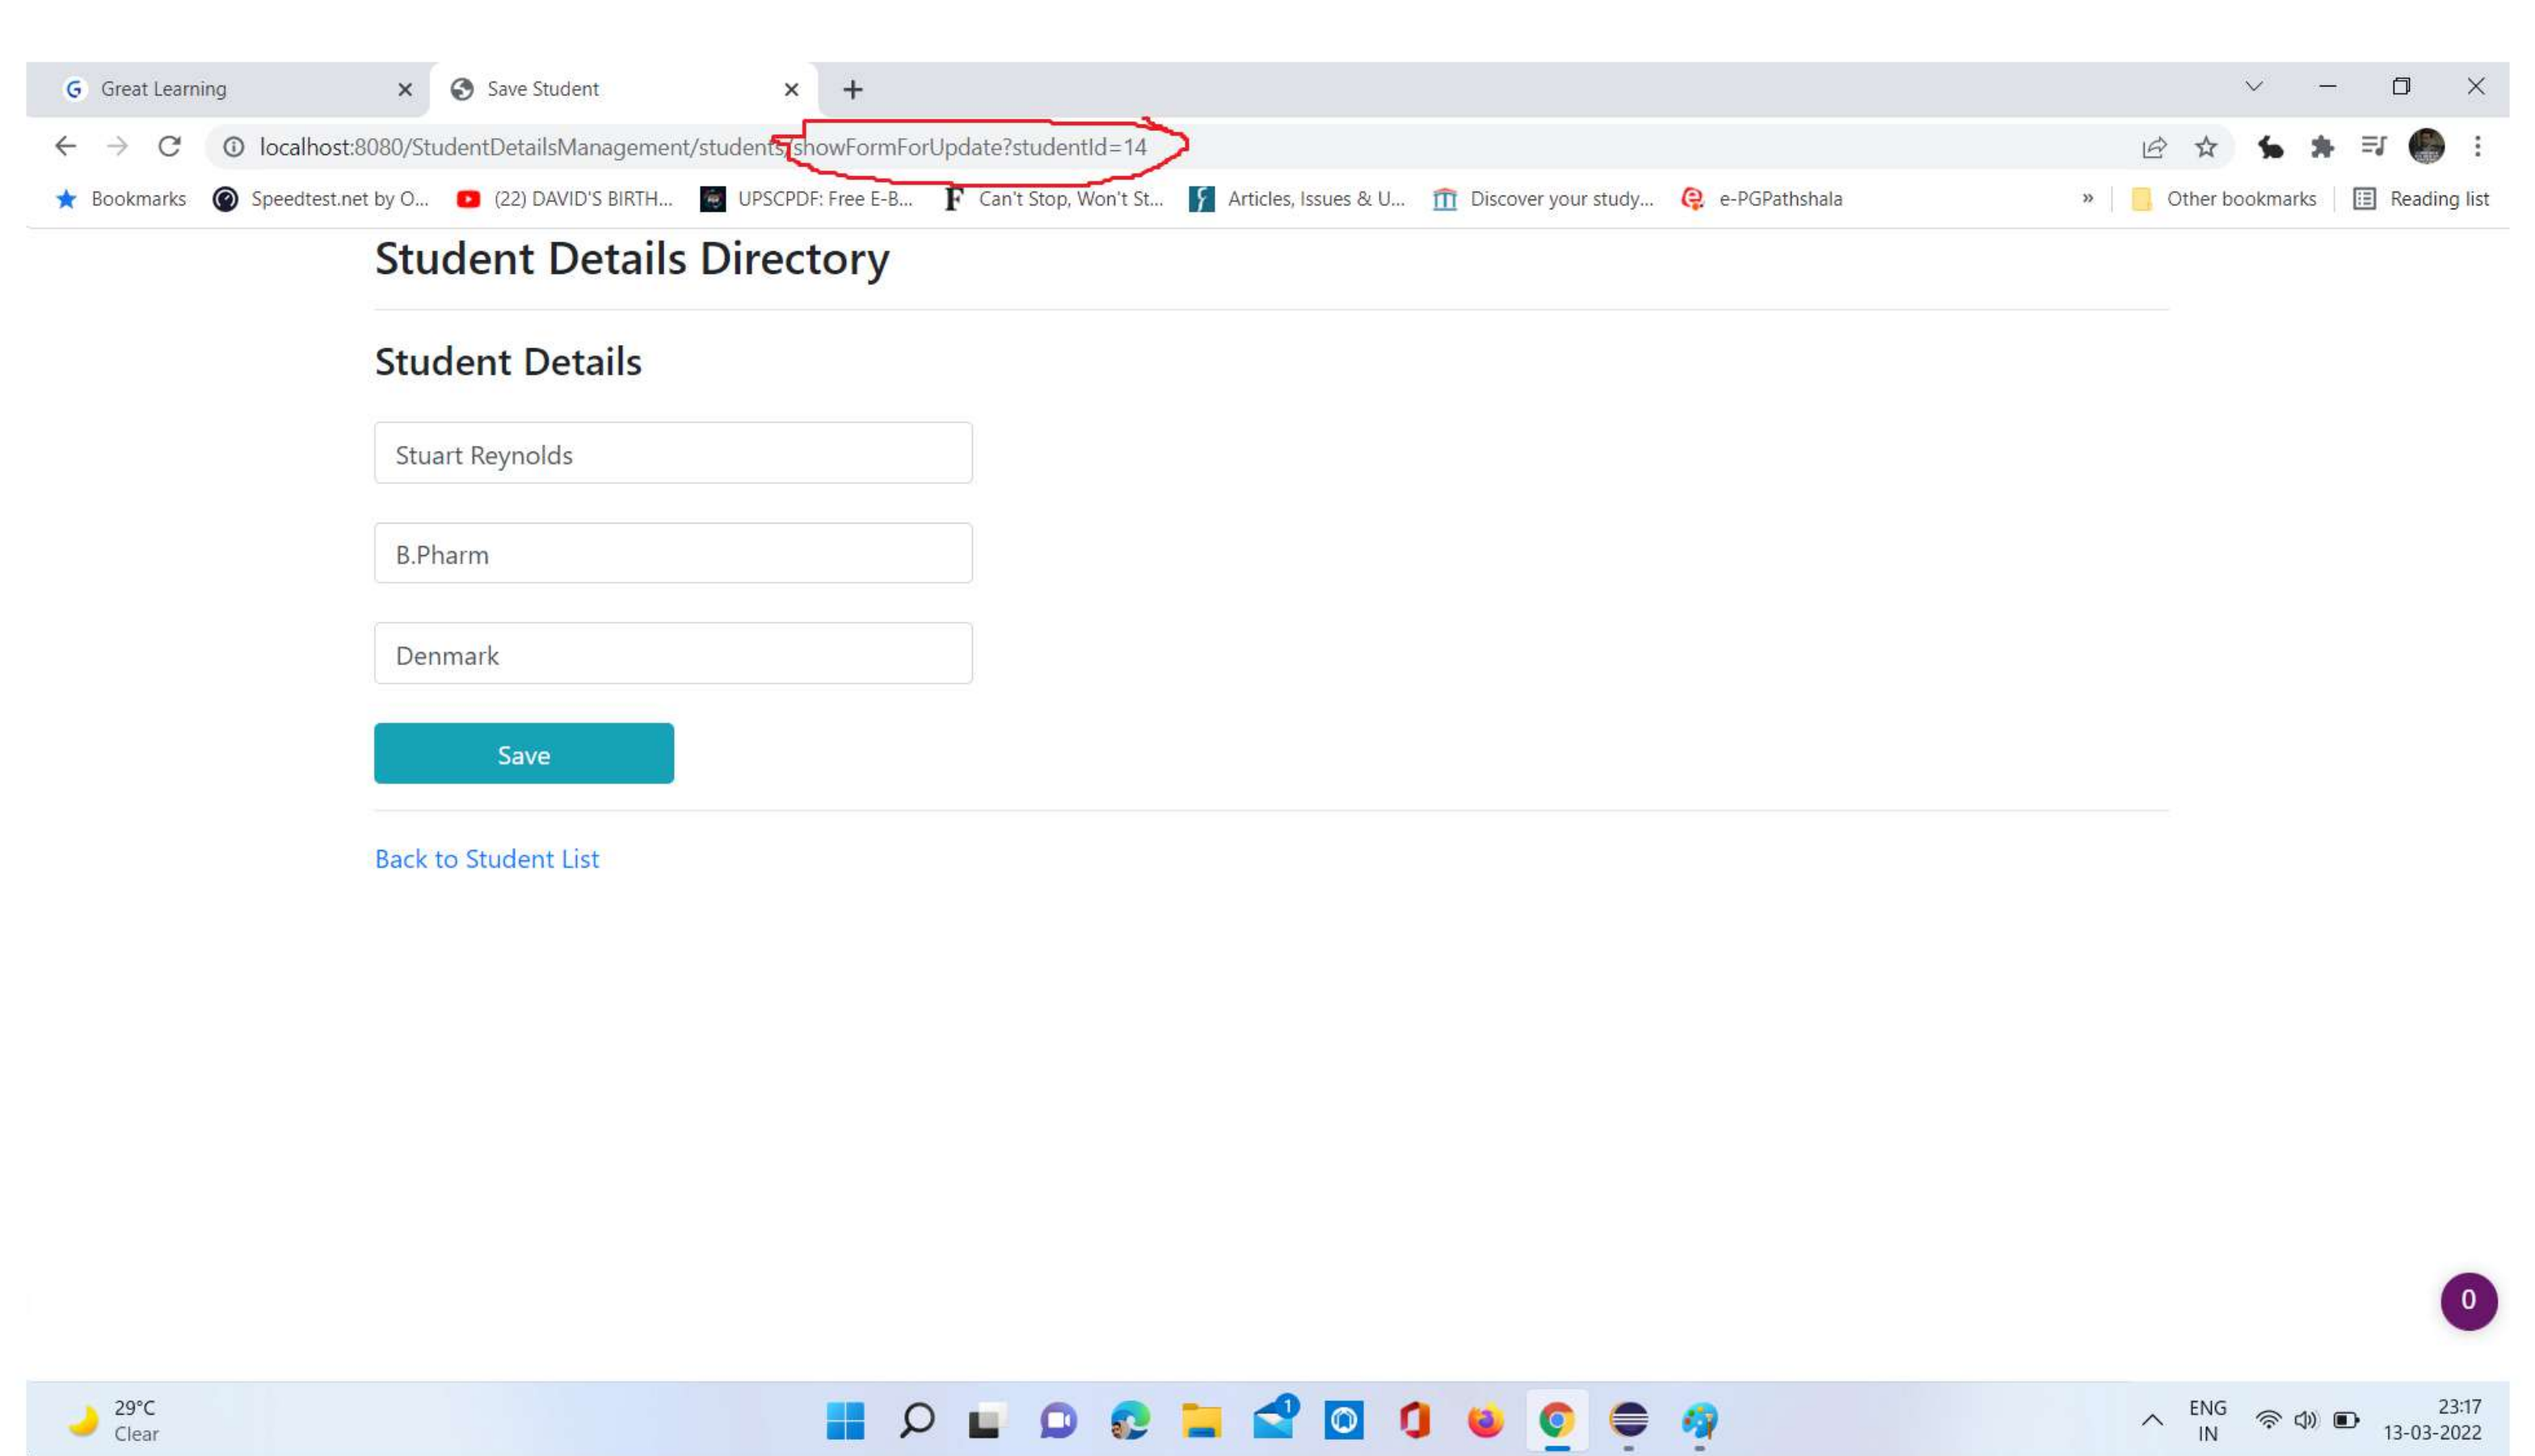 Great Learning
Save Student
localhost:8080/StudentDetailsManagement/students/showFormForUpdate?studentId=14
Bookmarks Speedtest.net by O... (22) DAVID'S BIRTH... UPSCPDF: Free E-B... Can't Stop, Won't St... Articles, Issues & U... Discover your study... e-PGPathshala » Other bookmarks Reading list
Student Details Directory
Student Details
Stuart Reynolds
B.Pharm
Denmark
Save
Back to Student List
0
29°C
Clear
1
ENG
IN
23:17
13-03-2022